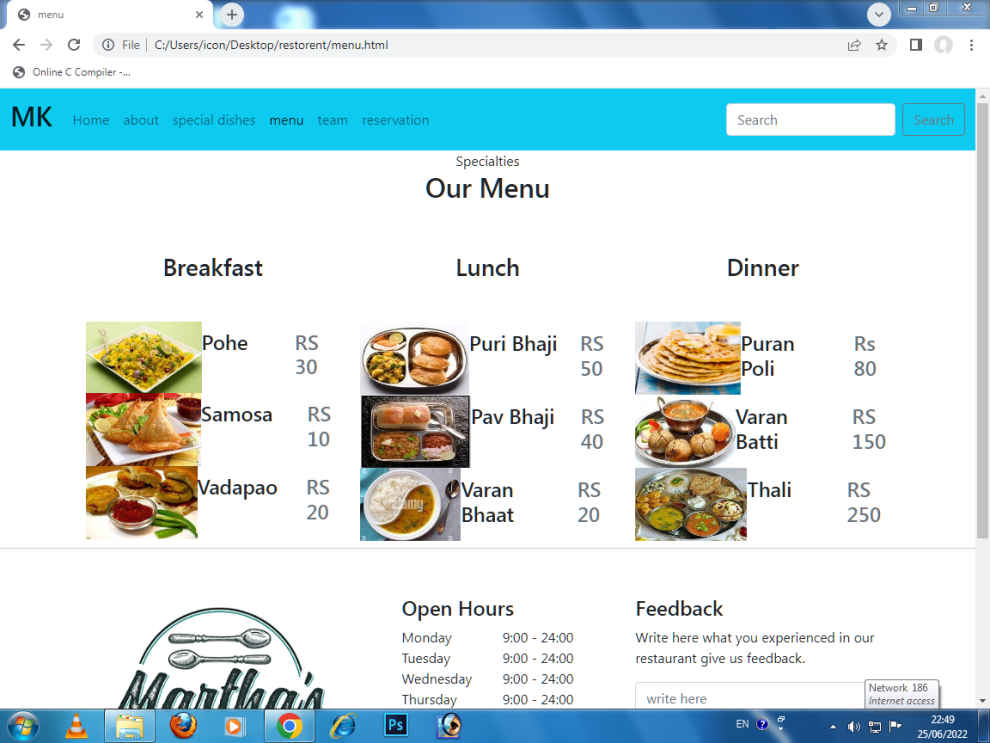 menu
File
C:/Users/icon/Desktop/restorent/menu.html
Online C Compiler -...
MK Home about special dishes menu team reservation
Search Search
Specialties
Our Menu
Breakfast
Pohe RS 30
Samosa RS 10
Vadapao RS 20
Lunch
Puri Bhaji RS 50
Pav Bhaji RS 40
alamy
Varan Bhaat RS 20
Dinner
Puran Poli Rs 80
Varan Batti RS 150
Thali RS 250
Martha's
Open Hours
Monday 9:00 - 24:00
Tuesday 9:00 - 24:00
Wednesday 9:00 - 24:00
Thursday 9:00 - 24:00
Feedback
Write here what you experienced in our
restaurant give us feedback.
write here
Network 186
Internet access
Ps
EN
22:49
25/06/2022